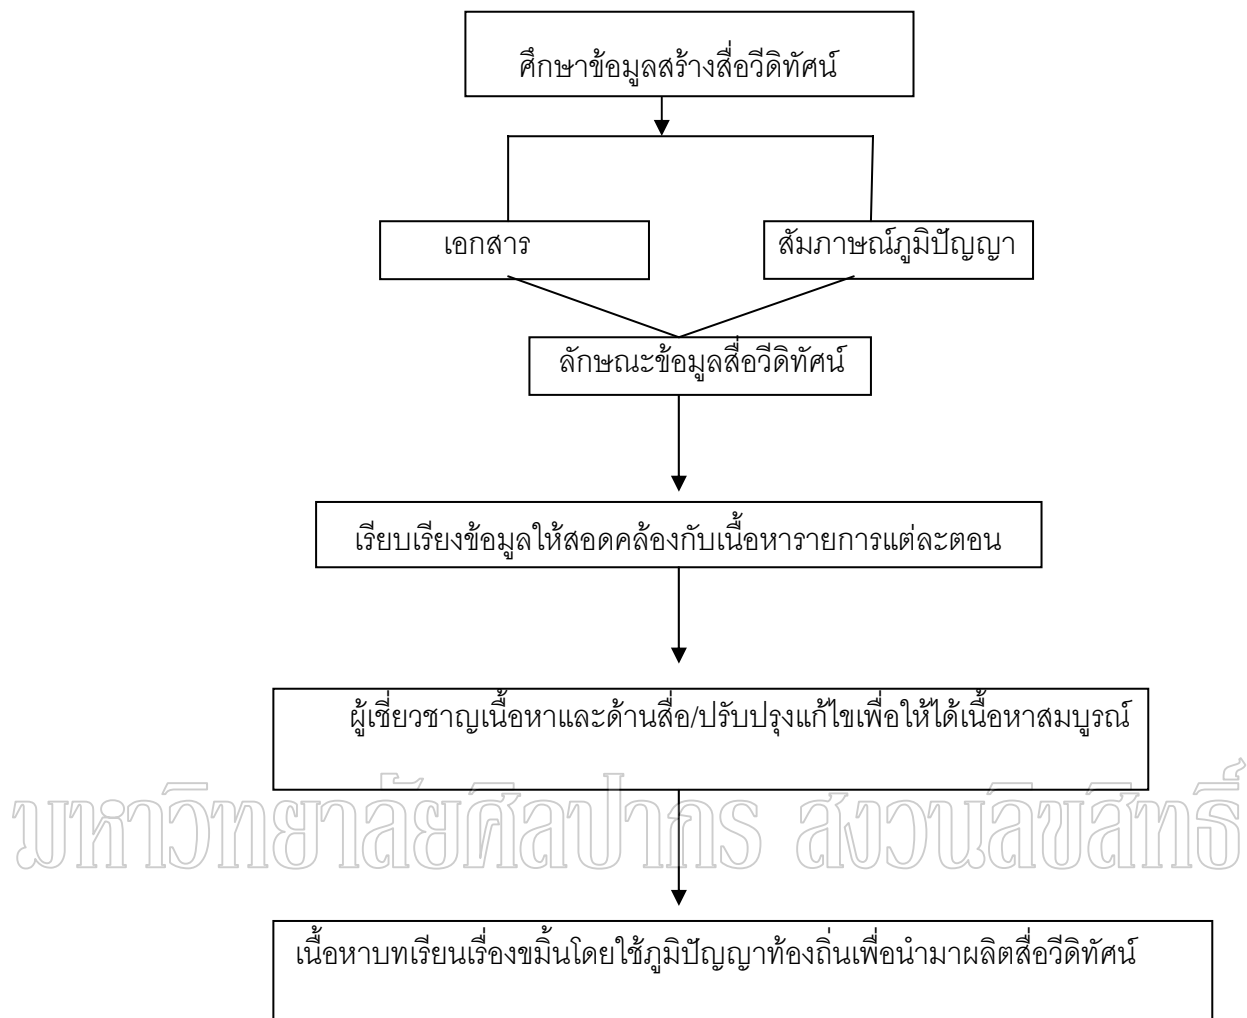 ศึกษาข้อมูลสร้างสื่อวีดิทัศน์
เอกสาร
สัมภาษณ์ภูมิปัญญา
ลักษณะข้อมูลสื่อวีดิทัศน์
เรียบเรียงข้อมูลให้สอดคล้องกับเนื้อหารายการแต่ละตอน
ผู้เชี่ยวชาญเนื้อหาและด้านสื่อ/ปรับปรุงแก้ไขเพื่อให้ได้เนื้อหาสมบูรณ์
มหาวิทยาลัยศิลปากร สงวนลิขสิทธิ์
เนื้อหาบทเรียนเรื่องขมิ้นโดยใช้ภูมิปัญญาท้องถิ่นเพื่อนำมาผลิตสื่อวีดิทัศน์